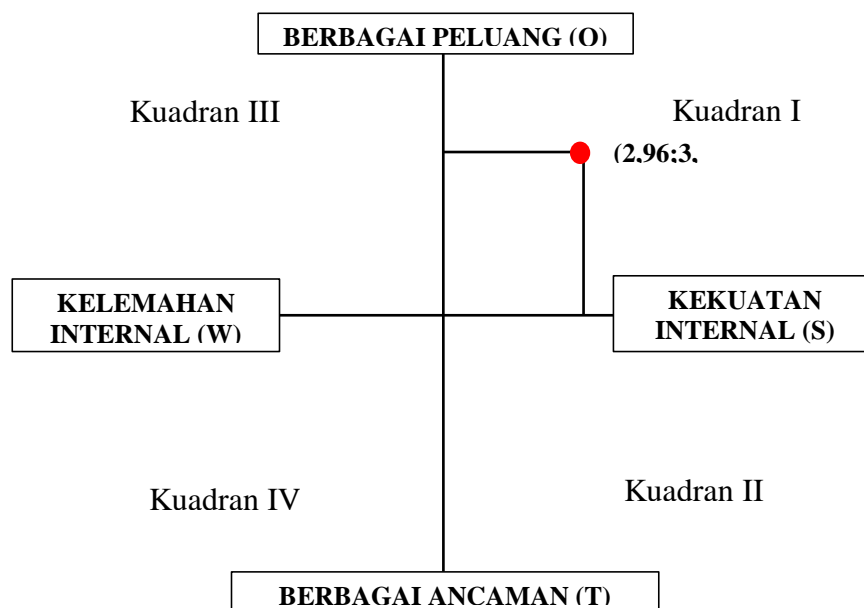 BERBAGAI PELUANG (O)
Kuadran III
Kuadran I
(2,96;3,
KELEMAHAN
INTERNAL (W)
KEKUATAN
INTERNAL (S)
Kuadran IV
Kuadran II
BERBAGAI ANCAMAN (T)